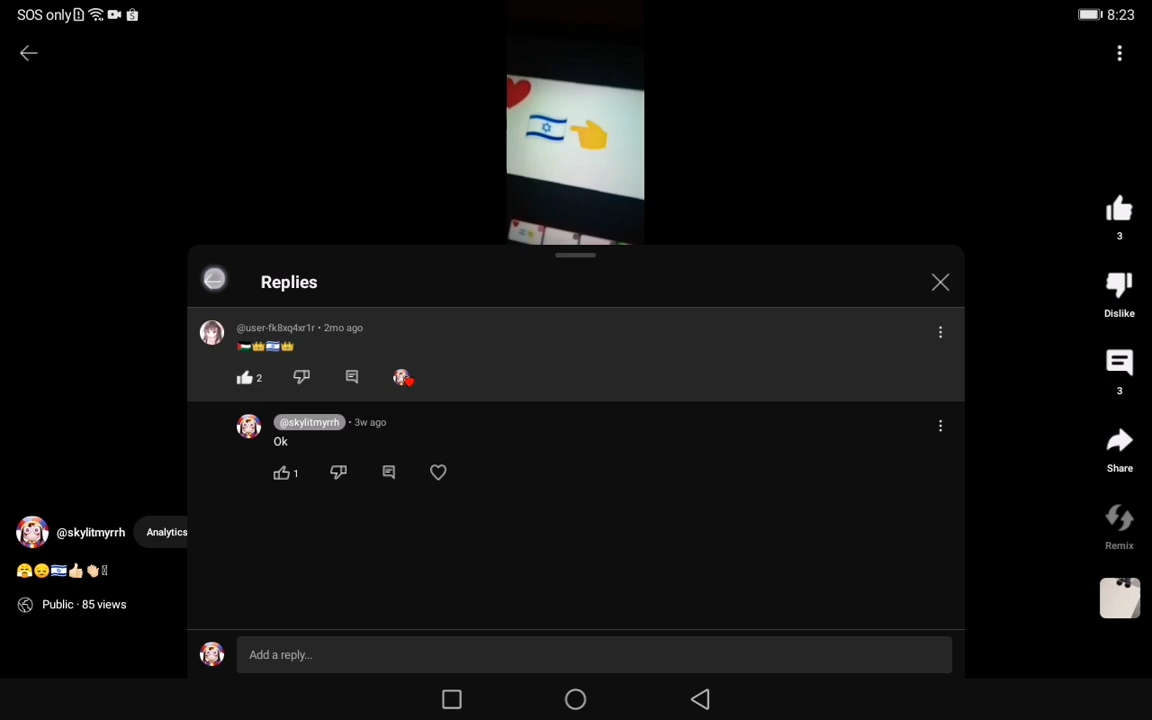 SOS only
8:23
3
Dislike
3
Share
Remix
Replies
@user-fk8xq4xr1r • 2mo ago
🇵🇸👑🇮🇱👑
2
@skylitmyrrh • 3w ago
Ok
1
@skylitmyrrh
Analytics
😤😔🇮🇱👍🏻👏🏻
Public · 85 views
Add a reply...